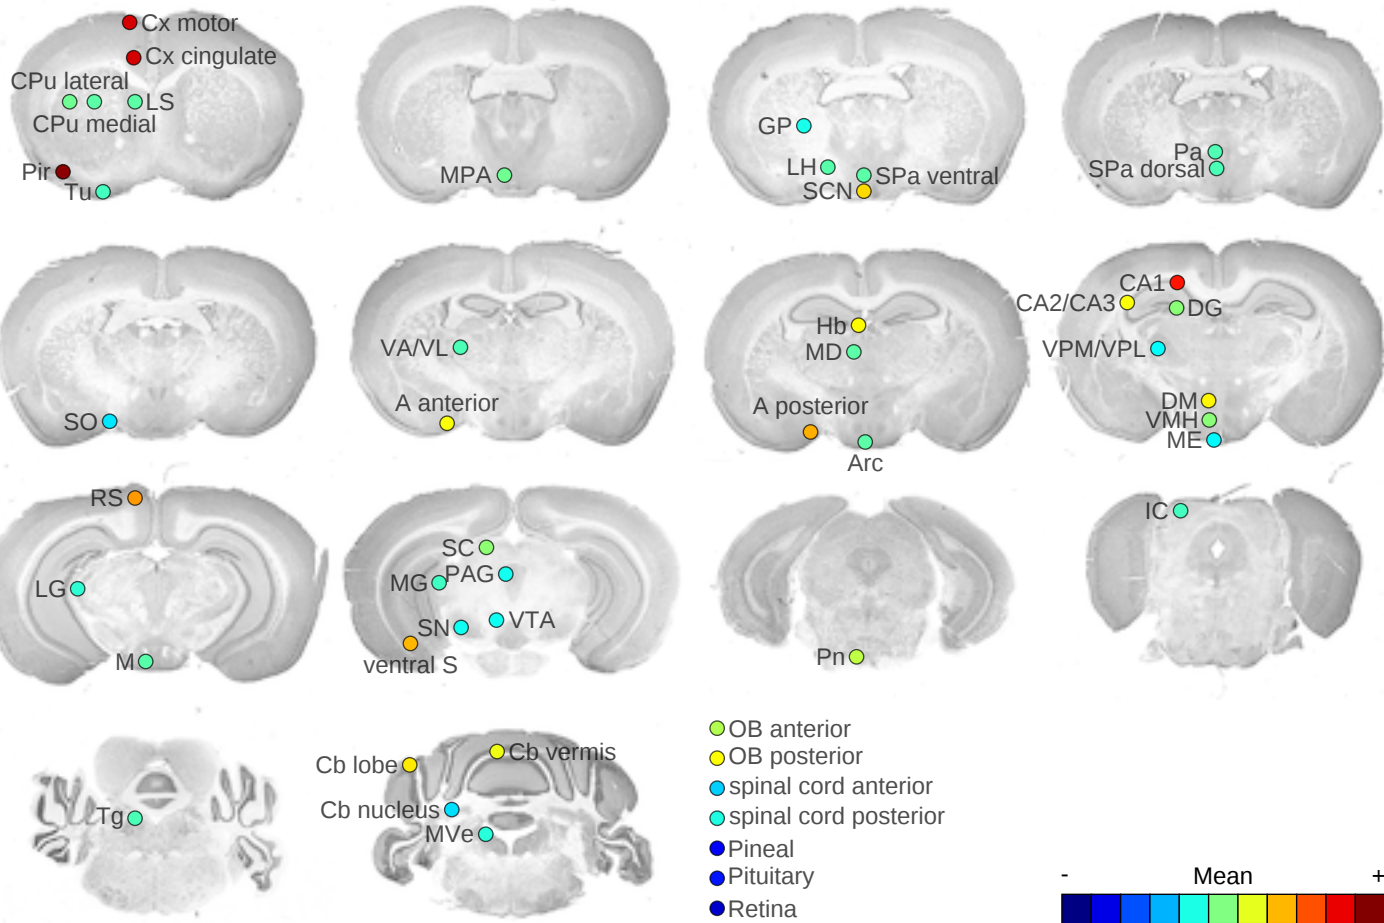 Cx motor
Cx cingulate
CPu lateral
LS
CPu medial
Pir
Tu
MPA
GP
LH
SPa ventral
SCN
Pa
SPa dorsal
SO
VA/VL
A anterior
Hb
MD
A posterior
Arc
CA1
CA2/CA3
DG
VPM/VPL
DM
VMH
ME
RS
LG
M
SC
MG
PAG
SN
VTA
ventral S
Pn
IC
Tg
Cb lobe
Cb vermis
Cb nucleus
MVe
OB anterior
OB posterior
spinal cord anterior
spinal cord posterior
Pineal
Pituitary
Retina
- Mean +